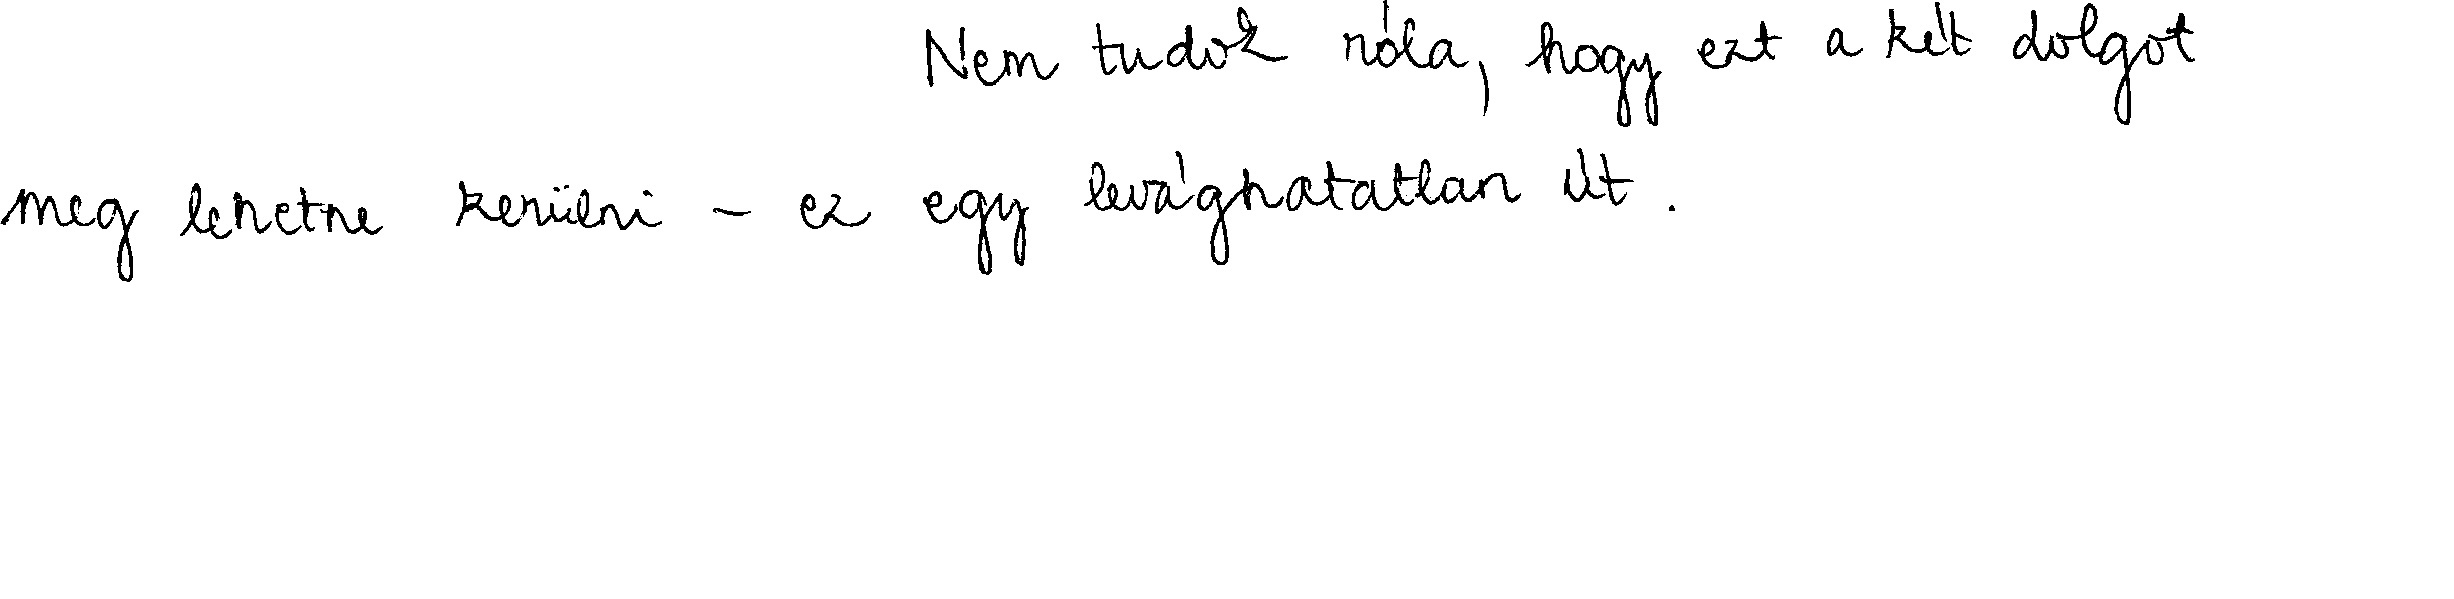 Nem tudok róla, hogy ezt a két dolgot
meg lehetne kerülni – ez egy levághatatlan út.